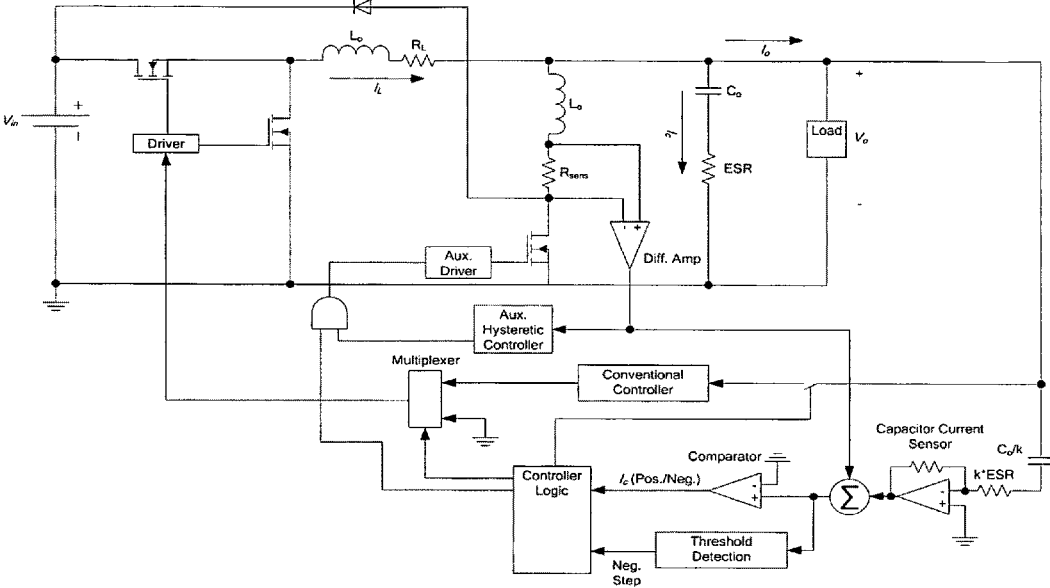 Lo
RL
Io
IL
Vin
+
I
Driver
Lo
Co
Ic
ESR
Load
+
Vo
-
Rsens
- +
Diff. Amp
Aux.
Driver
Aux.
Hysteretic
Controller
Multiplexer
Conventional
Controller
Capacitor Current
Sensor
Co/k
k*ESR
Comparator
Controller
Logic
Ic (Pos./Neg.)
-
+
Σ
-
+
Threshold
Detection
Neg.
Step